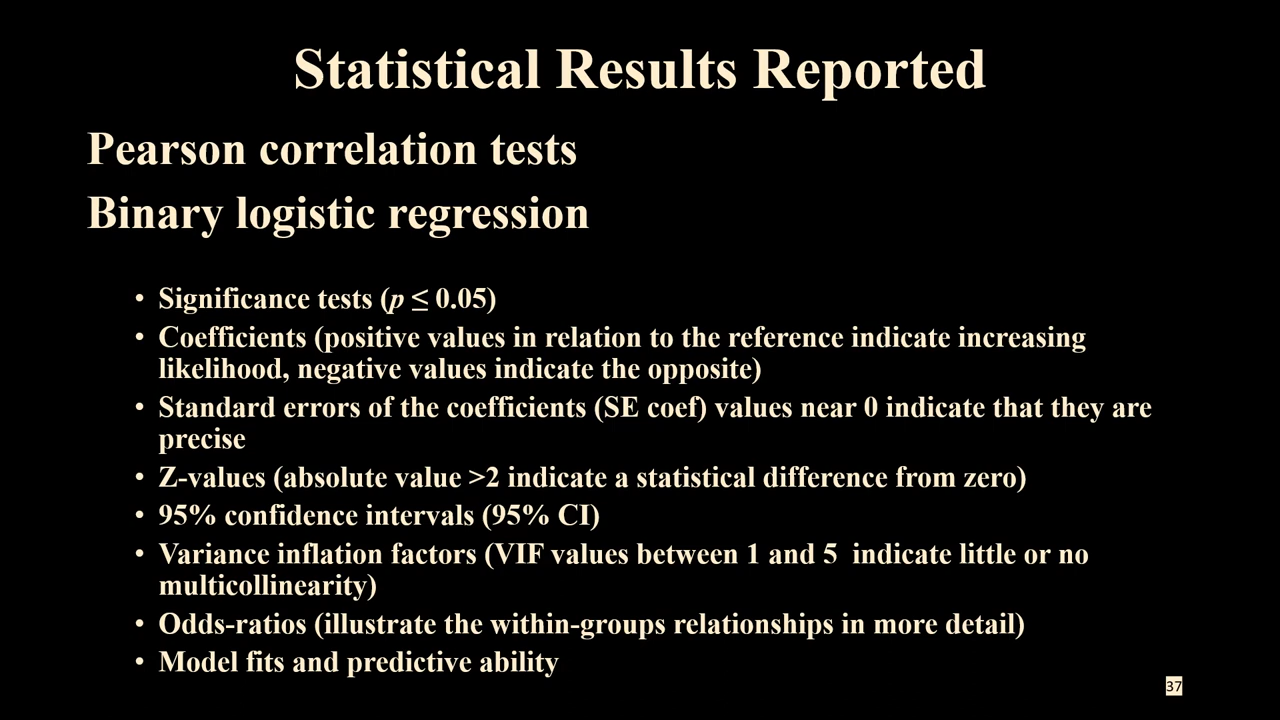 Statistical Results Reported
Pearson correlation tests
Binary logistic regression
• Significance tests (p ≤ 0.05)
• Coefficients (positive values in relation to the reference indicate increasing
likelihood, negative values indicate the opposite)
• Standard errors of the coefficients (SE coef) values near 0 indicate that they are
precise
• Z-values (absolute value >2 indicate a statistical difference from zero)
• 95% confidence intervals (95% CI)
• Variance inflation factors (VIF values between 1 and 5  indicate little or no
multicollinearity)
• Odds-ratios (illustrate the within-groups relationships in more detail)
• Model fits and predictive ability
37